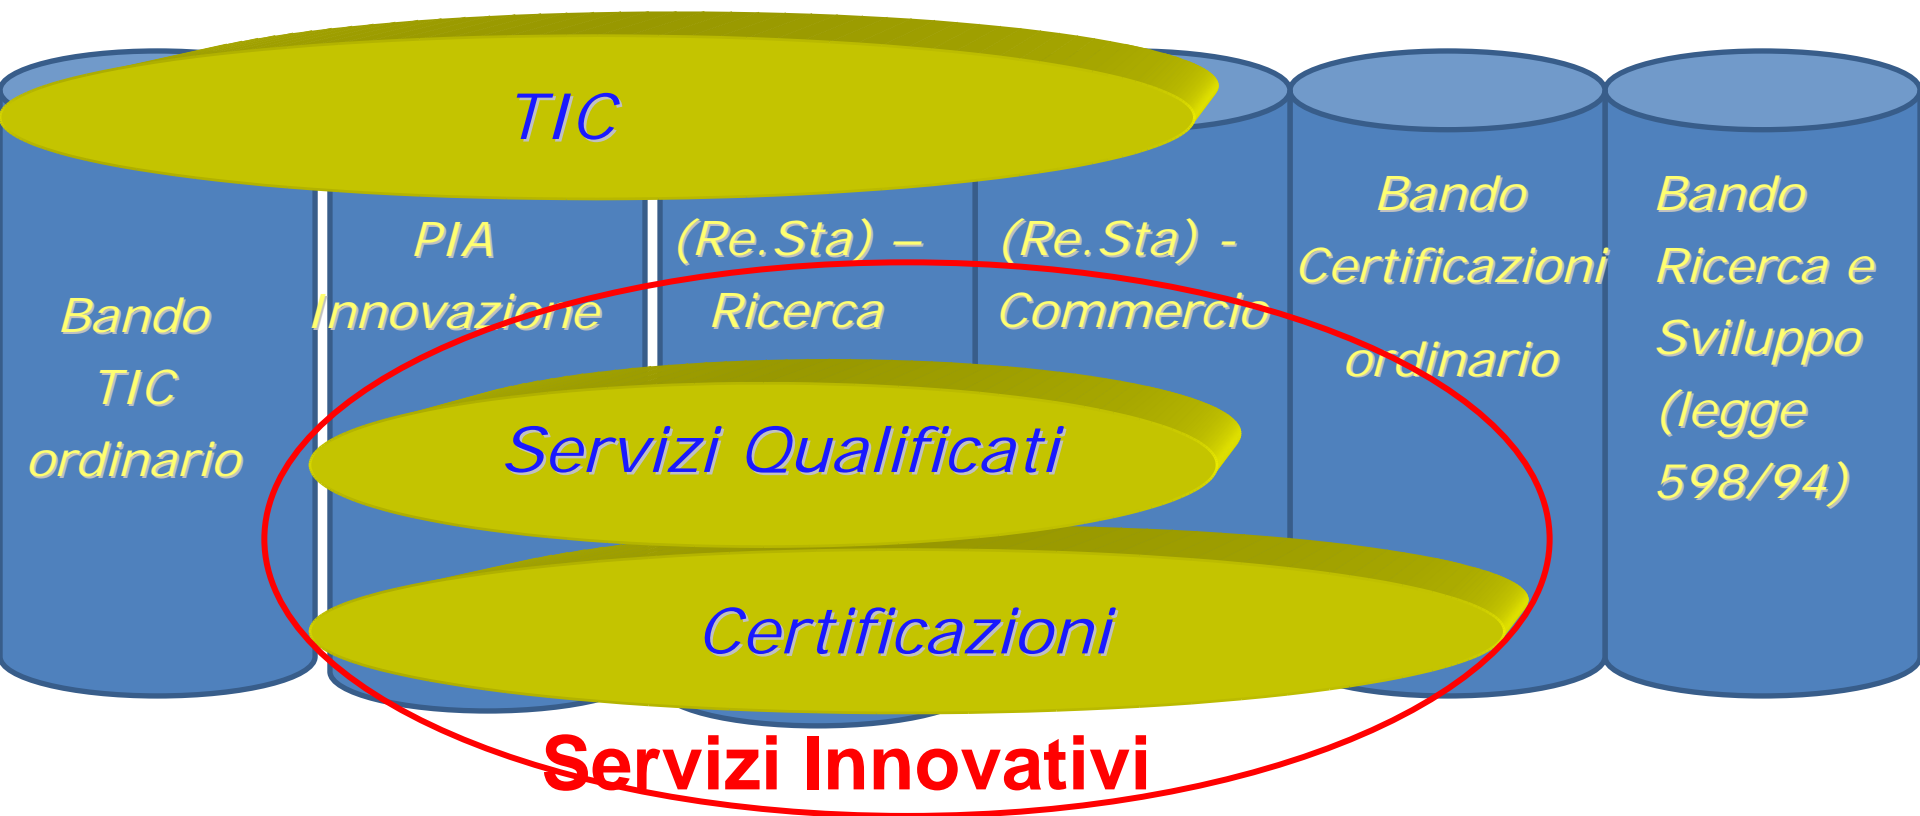 TIC
Bando
TIC
ordinario
PIA
Innovazione
(Re.Sta) –
Ricerca
(Re.Sta) -
Commercio
Bando
Certificazioni
ordinario
Bando
Ricerca e
Sviluppo
(legge
598/94)
Servizi Qualificati
Certificazioni
Servizi Innovativi